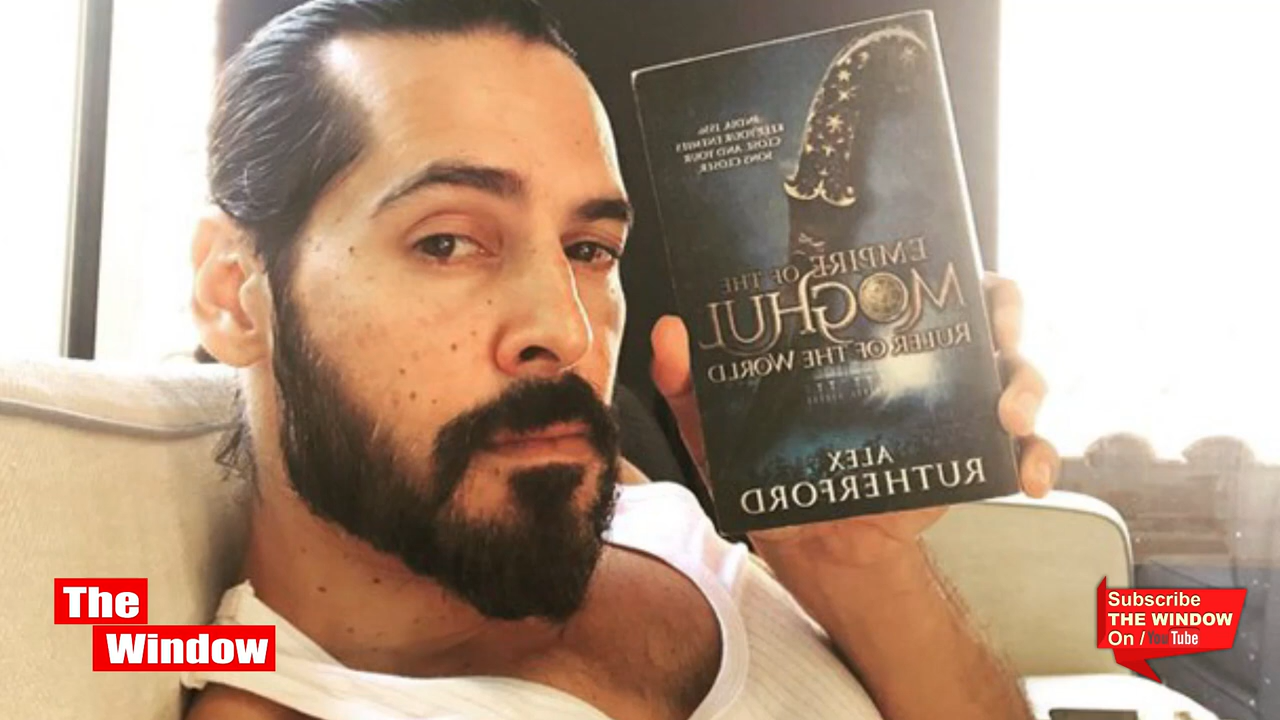 INDIA, 1556
KEEP YOUR ENEMIES
CLOSE AND YOUR
SONS CLOSER.
EMPIRE OF THE
MOGHUL
RULER OF THE WORLD
ALEX
RUTHERFORD
The
Window
Subscribe
THE WINDOW
On / YouTube